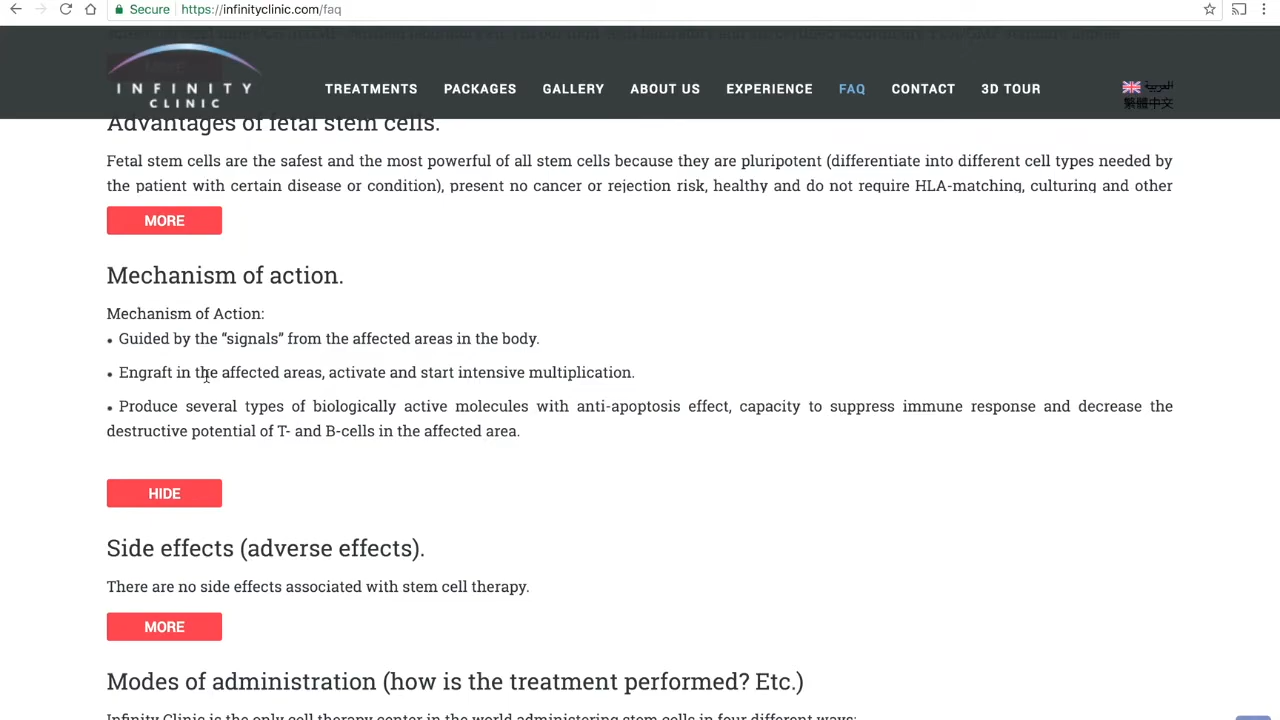 Secure
https://infinityclinic.com/faq
INFINITY
CLINIC
TREATMENTS
PACKAGES
GALLERY
ABOUT US
EXPERIENCE
FAQ
CONTACT
3D TOUR
العربية
繁體中文
Advantages of fetal stem cells.
Fetal stem cells are the safest and the most powerful of all stem cells because they are pluripotent (differentiate into different cell types needed by
the patient with certain disease or condition), present no cancer or rejection risk, healthy and do not require HLA-matching, culturing and other
MORE
Mechanism of action.
Mechanism of Action:
• Guided by the “signals” from the affected areas in the body.
• Engraft in the affected areas, activate and start intensive multiplication.
• Produce several types of biologically active molecules with anti-apoptosis effect, capacity to suppress immune response and decrease the
destructive potential of T- and B-cells in the affected area.
HIDE
Side effects (adverse effects).
There are no side effects associated with stem cell therapy.
MORE
Modes of administration (how is the treatment performed? Etc.)
Infinity Clinic is the only cell therapy center in the world administering stem cells in four different ways: